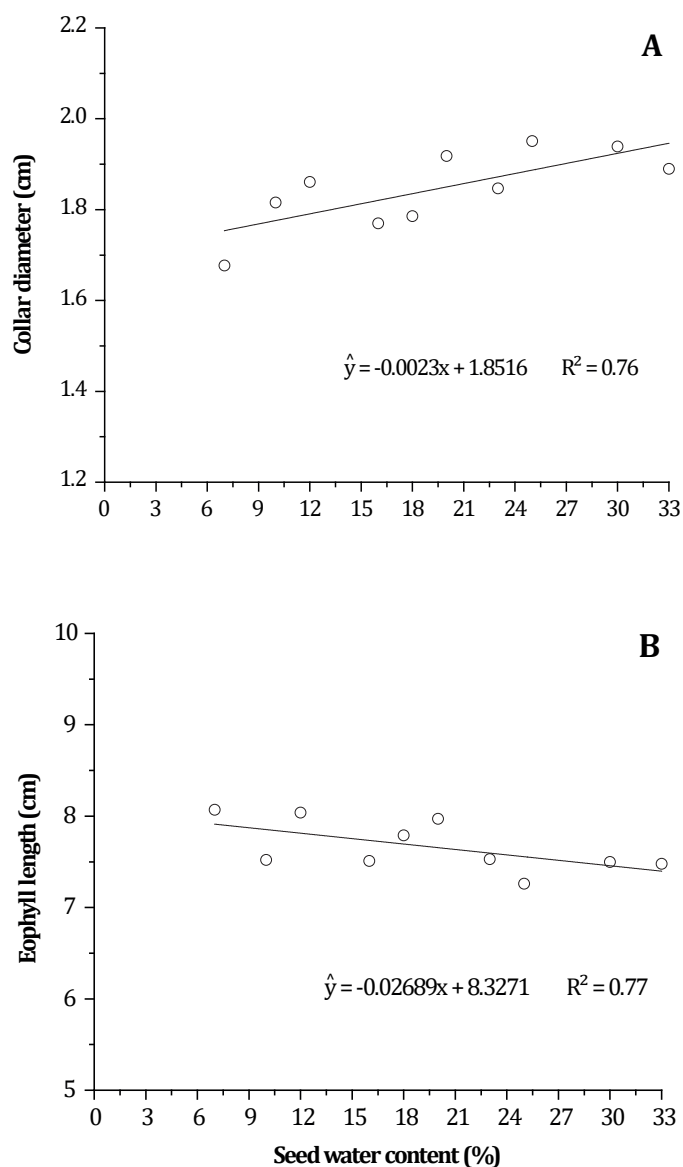 A
2.2
2.0
1.8
1.6
1.4
1.2
Collar diameter (cm)
ŷ = -0.0023x + 1.8516 R² = 0.76
0 3 6 9 12 15 18 21 24 27 30 33
B
10
9
8
7
6
5
Eophyll length (cm)
ŷ = -0.02689x + 8.3271 R² = 0.77
0 3 6 9 12 15 18 21 24 27 30 33
Seed water content (%)